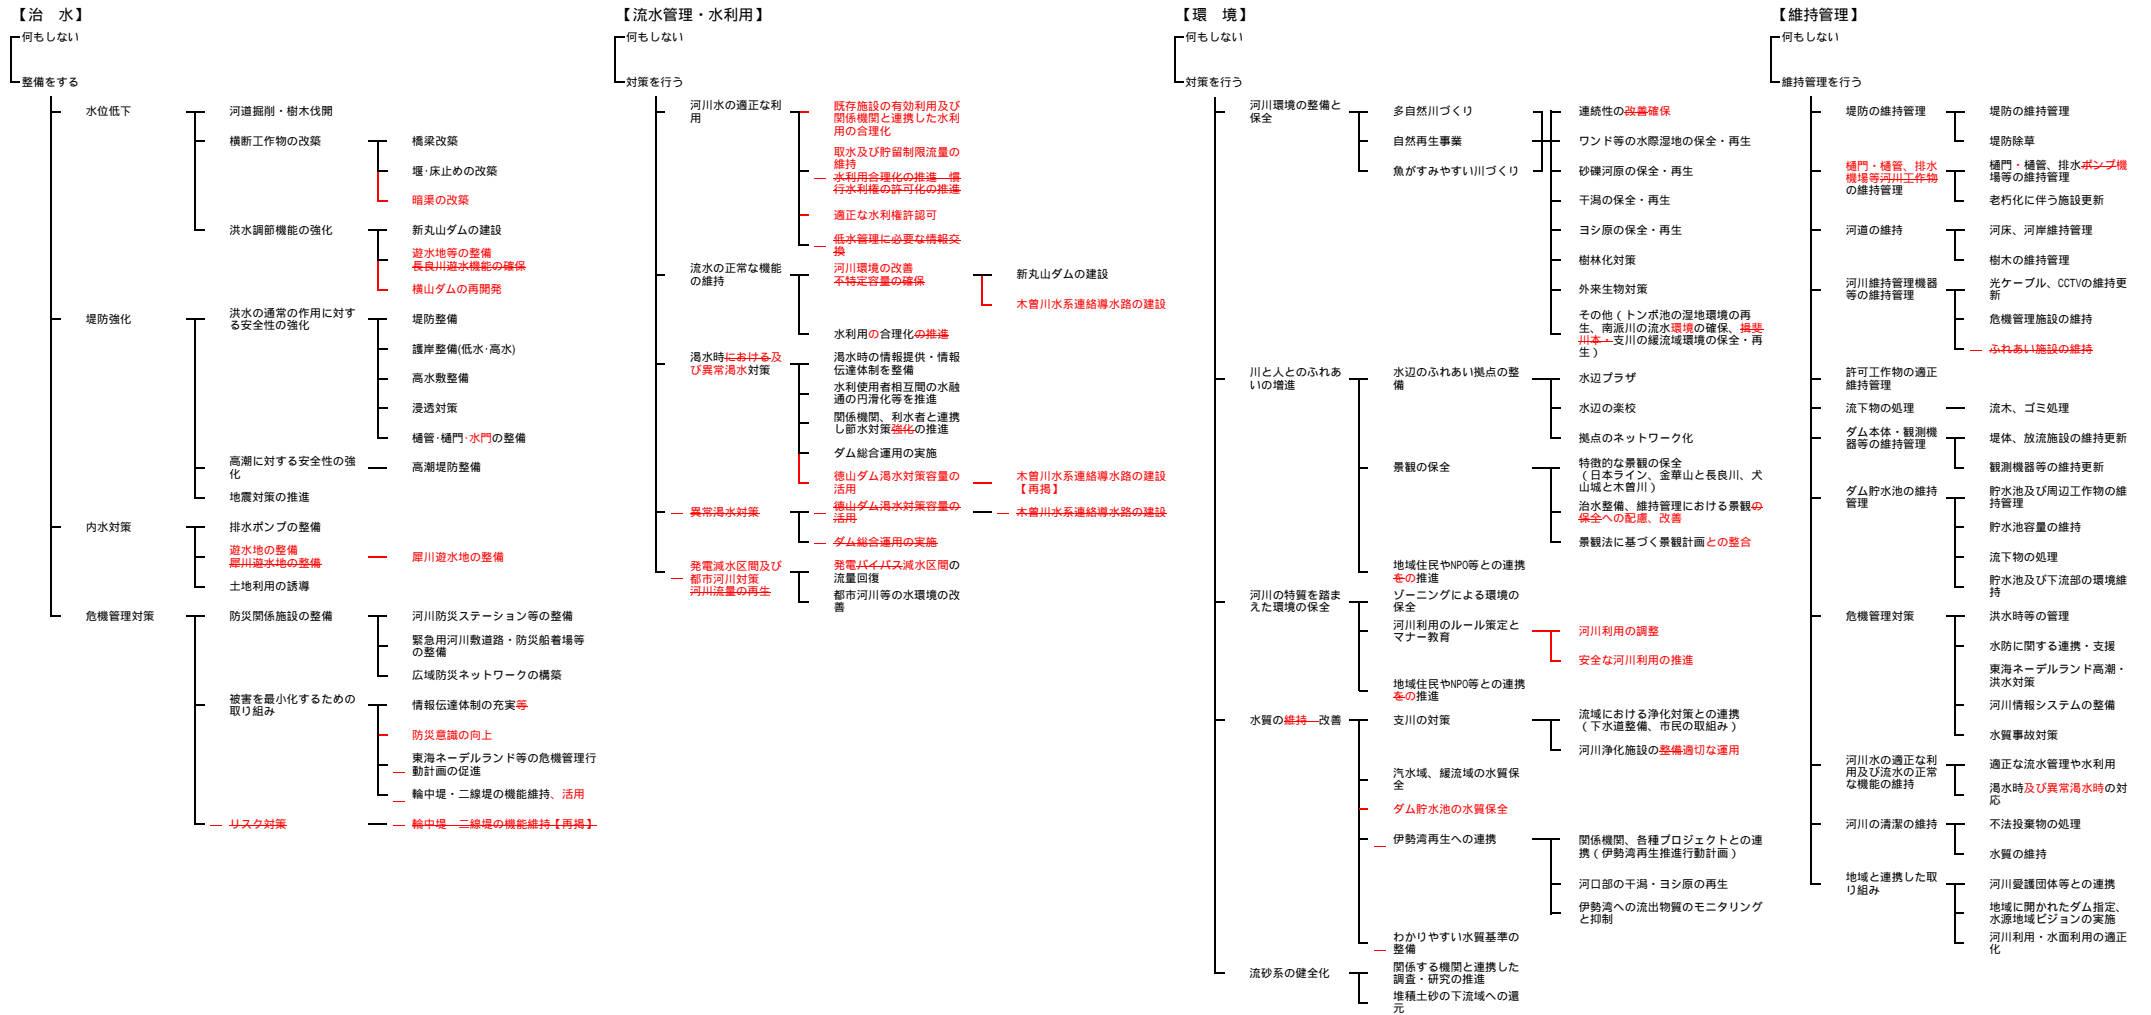 【治　水】
何もしない
整備をする
水位低下
河道掘削・樹木伐開
横断工作物の改築
橋梁改築
堰・床止めの改築
暗渠の改築
洪水調節機能の強化
新丸山ダムの建設
遊水地等の整備
長良川遊水機能の確保
横山ダムの再開発
堤防強化
洪水の通常の作用に対す
る安全性の強化
堤防整備
護岸整備(低水・高水)
高水敷整備
浸透対策
樋管・樋門・水門の整備
高潮に対する安全性の強
化
高潮堤防整備
地震対策の推進
内水対策
排水ポンプの整備
遊水地の整備
犀川遊水地の整備
犀川遊水地の整備
土地利用の誘導
危機管理対策
防災関係施設の整備
河川防災ステーション等の整備
緊急用河川敷道路・防災船着場等
の整備
広域防災ネットワークの構築
被害を最小化するための
取り組み
情報伝達体制の充実等
防災意識の向上
東海ネーデルランド等の危機管理行
動計画の促進
輪中堤・二線堤の機能維持、活用
リスク対策
輪中堤　二線堤の機能維持【再掲】
【流水管理・水利用】
何もしない
対策を行う
河川水の適正な利
用
既存施設の有効利用及び
関係機関と連携した水利
用の合理化
取水及び貯留制限流量の
維持
水利用合理化の推進　慣
行水利権の許可化の推進
適正な水利権許認可
低水管理に必要な情報交
換
流水の正常な機能
の維持
河川環境の改善
不特定容量の確保
新丸山ダムの建設
木曽川水系連絡導水路の建設
水利用の合理化の推進
渇水時における及
び異常渇水対策
渇水時の情報提供・情報
伝達体制を整備
水利使用者相互間の水融
通の円滑化等を推進
関係機関、利水者と連携
し節水対策強化の推進
ダム総合運用の実施
徳山ダム渇水対策容量の
活用
木曽川水系連絡導水路の建設
【再掲】
異常渇水対策
徳山ダム渇水対策容量の
活用
木曽川水系連絡導水路の建設
ダム総合運用の実施
発電減水区間及び
都市河川対策
河川流量の再生
発電バイパス減水区間の
流量回復
都市河川等の水環境の改
善
【環　境】
何もしない
対策を行う
河川環境の整備と
保全
多自然川づくり
自然再生事業
魚がすみやすい川づくり
連続性の改善確保
ワンド等の水際湿地の保全・再生
砂礫河原の保全・再生
干潟の保全・再生
ヨシ原の保全・再生
樹林化対策
外来生物対策
その他（トンボ池の湿地環境の再
生、南派川の流水環境の確保、揖斐
川本・支川の緩流域環境の保全・再
生）
川と人とのふれあ
いの増進
水辺のふれあい拠点の整
備
水辺プラザ
水辺の楽校
拠点のネットワーク化
景観の保全
特徴的な景観の保全
（日本ライン、金華山と長良川、犬
山城と木曽川）
治水整備、維持管理における景観の
保全への配慮、改善
景観法に基づく景観計画との整合
地域住民やNPO等との連携
をの推進
河川の特質を踏ま
えた環境の保全
ゾーニングによる環境の
保全
河川利用のルール策定と
マナー教育
河川利用の調整
安全な河川利用の推進
地域住民やNPO等との連携
をの推進
水質の維持　改善
支川の対策
流域における浄化対策との連携
（下水道整備、市民の取組み）
河川浄化施設の整備適切な運用
汽水域、緩流域の水質保
全
ダム貯水池の水質保全
伊勢湾再生への連携
関係機関、各種プロジェクトとの連
携（伊勢湾再生推進行動計画）
河口部の干潟・ヨシ原の再生
伊勢湾への流出物質のモニタリング
と抑制
わかりやすい水質基準の
整備
流砂系の健全化
関係する機関と連携した
調査・研究の推進
堆積土砂の下流域への還
元
【維持管理】
何もしない
維持管理を行う
堤防の維持管理
堤防の維持管理
堤防除草
樋門・樋管、排水
機場等河川工作物
の維持管理
樋門・樋管、排水ポンプ機
場等の維持管理
老朽化に伴う施設更新
河道の維持
河床、河岸維持管理
樹木の維持管理
河川維持管理機器
等の維持管理
光ケーブル、CCTVの維持更
新
危機管理施設の維持
ふれあい施設の維持
許可工作物の適正
維持管理
流下物の処理
流木、ゴミ処理
ダム本体・観測機
器等の維持管理
堤体、放流施設の維持更新
観測機器等の維持更新
ダム貯水池の維持
管理
貯水池及び周辺工作物の維
持管理
貯水池容量の維持
流下物の処理
貯水池及び下流部の環境維
持
危機管理対策
洪水時等の管理
水防に関する連携・支援
東海ネーデルランド高潮・
洪水対策
河川情報システムの整備
水質事故対策
河川水の適正な利
用及び流水の正常
な機能の維持
適正な流水管理や水利用
渇水時及び異常渇水時の対
応
河川の清潔の維持
不法投棄物の処理
水質の維持
地域と連携した取
り組み
河川愛護団体等との連携
地域に開かれたダム指定、
水源地域ビジョンの実施
河川利用・水面利用の適正
化